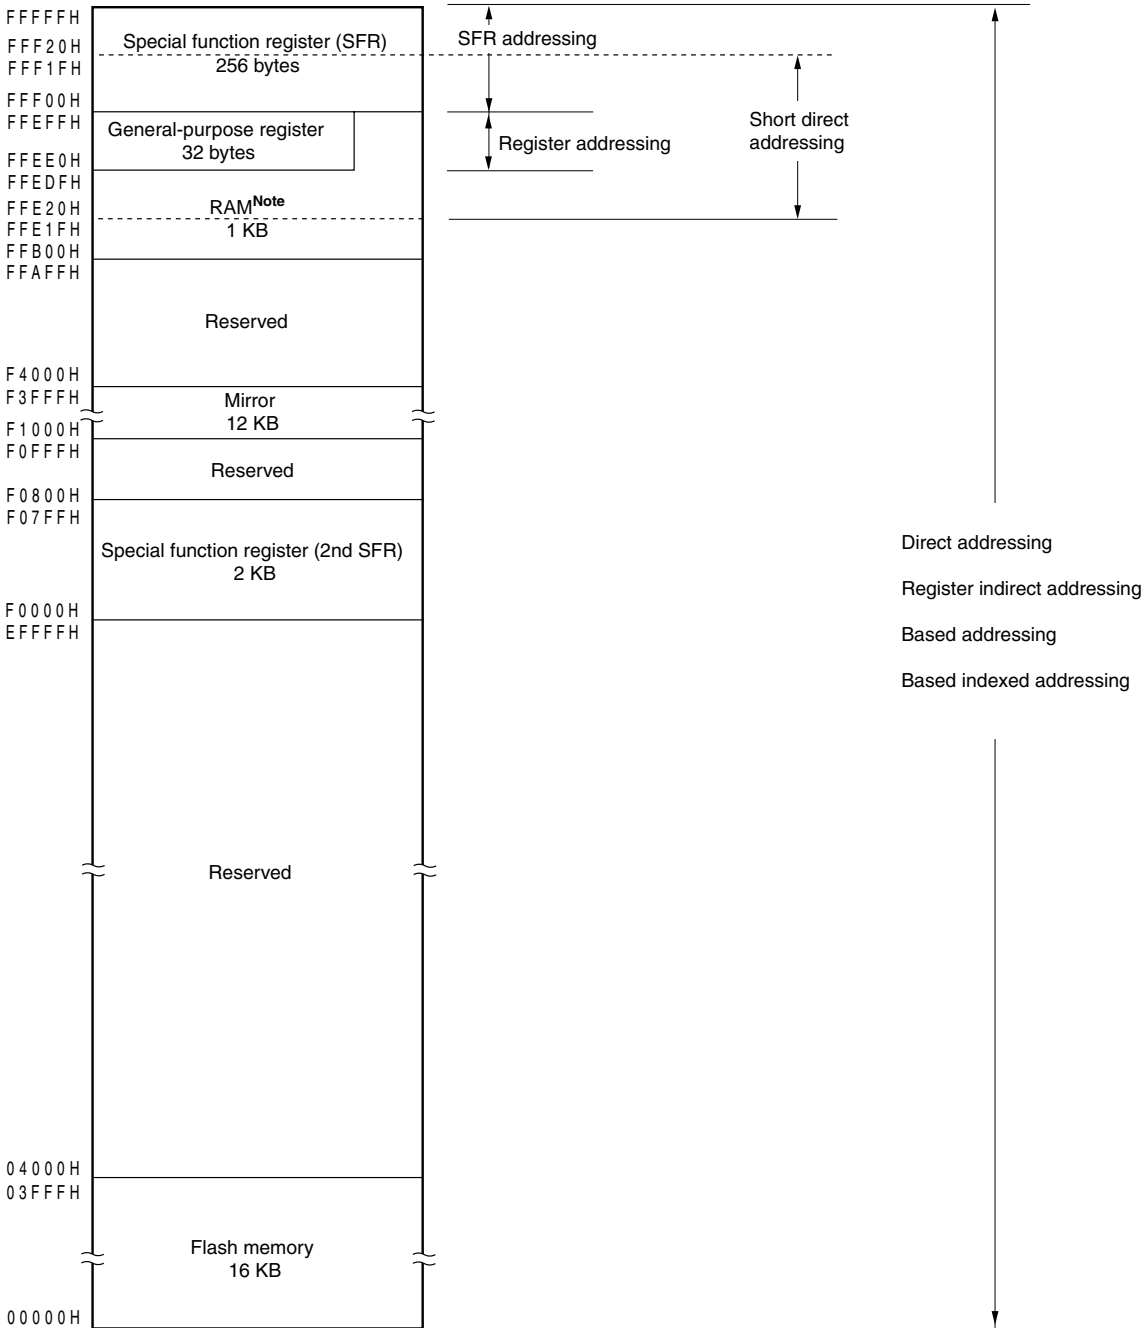 FFFFFH
FFF20H
FFF1FH
FFF00H
FFEFFH
FFEE0H
FFEDFH
FFE20H
FFE1FH
FFB00H
FFAFFH
F4000H
F3FFFH
F1000H
F0FFFH
F0800H
F07FFH
F0000H
EFFFFH
04000H
03FFFH
00000H
Special function register (SFR)
256 bytes
General-purpose register
32 bytes
RAMNote
1 KB
Reserved
Mirror
12 KB
Reserved
Special function register (2nd SFR)
2 KB
Reserved
Flash memory
16 KB
SFR addressing
Register addressing
Short direct
addressing
Direct addressing
Register indirect addressing
Based addressing
Based indexed addressing